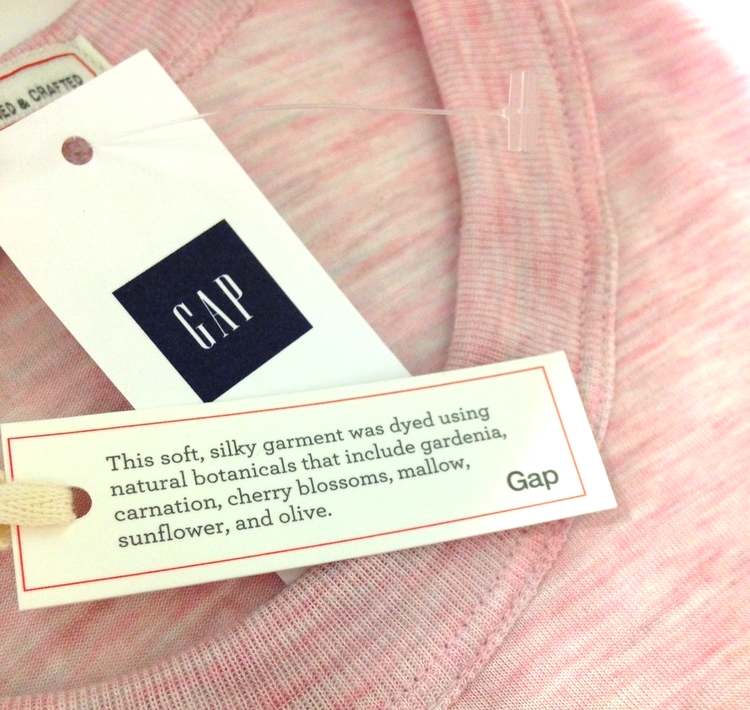 ED & CRAFTED
GAP
This soft, silky garment was dyed using
natural botanicals that include gardenia,
carnation, cherry blossoms, mallow,
sunflower, and olive.
Gap